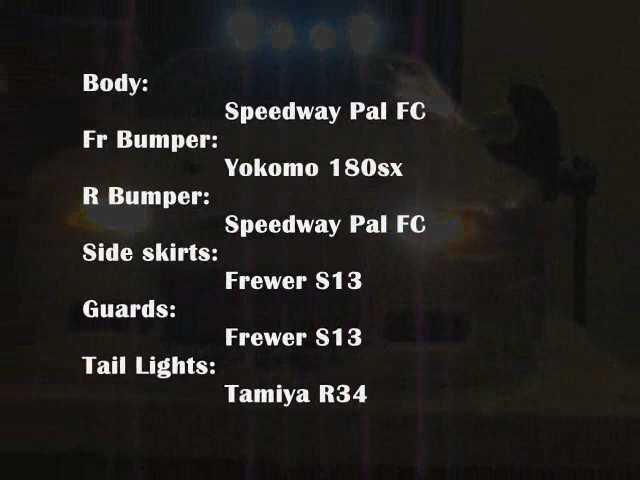 Body:
Speedway Pal FC
Fr Bumper:
Yokomo 180sx
R Bumper:
Speedway Pal FC
Side skirts:
Frewer S13
Guards:
Frewer S13
Tail Lights:
Tamiya R34